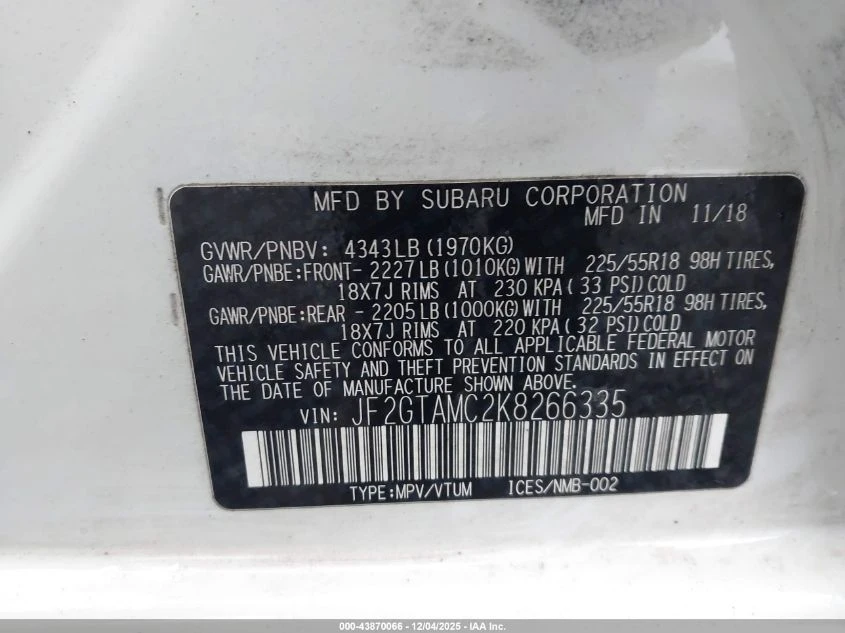 MFD BY SUBARU CORPORATION
MFD IN 11/18
GVWR/PNBV: 4343LB(1970KG)
GAWR/PNBE:FRONT- 2227LB(1010KG)WITH 225/55R18 98H TIRES,
18X7J RIMS AT 230 KPA(33 PSI)COLD
GAWR/PNBE:REAR - 2205LB(1000KG)WITH 225/55R18 98H TIRES,
18X7J RIMS AT 220 KPA(32 PSI)COLD
THIS VEHICLE CONFORMS TO ALL APPLICABLE FEDERAL MOTOR
VEHICLE SAFETY AND THEFT PREVENTION STANDARDS IN EFFECT ON
THE DATE OF MANUFACTURE SHOWN ABOVE.
VIN: JF2GTAMC2K8266335
TYPE:MPV/VTUM ICES/NMB-002
000-43870066 - 12/04/2025 - IAA Inc.